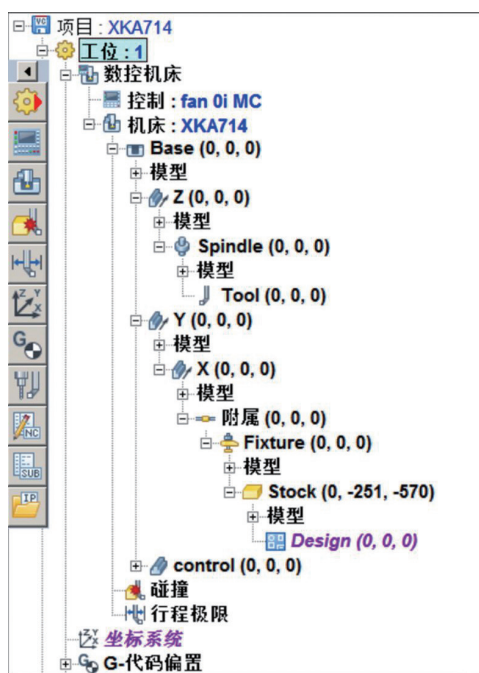 项目 : XKA714
工位 : 1
数控机床
控制 : fan 0i MC
机床 : XKA714
Base (0, 0, 0)
模型
Z (0, 0, 0)
模型
Spindle (0, 0, 0)
模型
Tool (0, 0, 0)
Y (0, 0, 0)
模型
X (0, 0, 0)
模型
附属 (0, 0, 0)
Fixture (0, 0, 0)
模型
Stock (0, -251, -570)
模型
Design (0, 0, 0)
control (0, 0, 0)
碰撞
行程极限
坐标系统
G-代码偏置